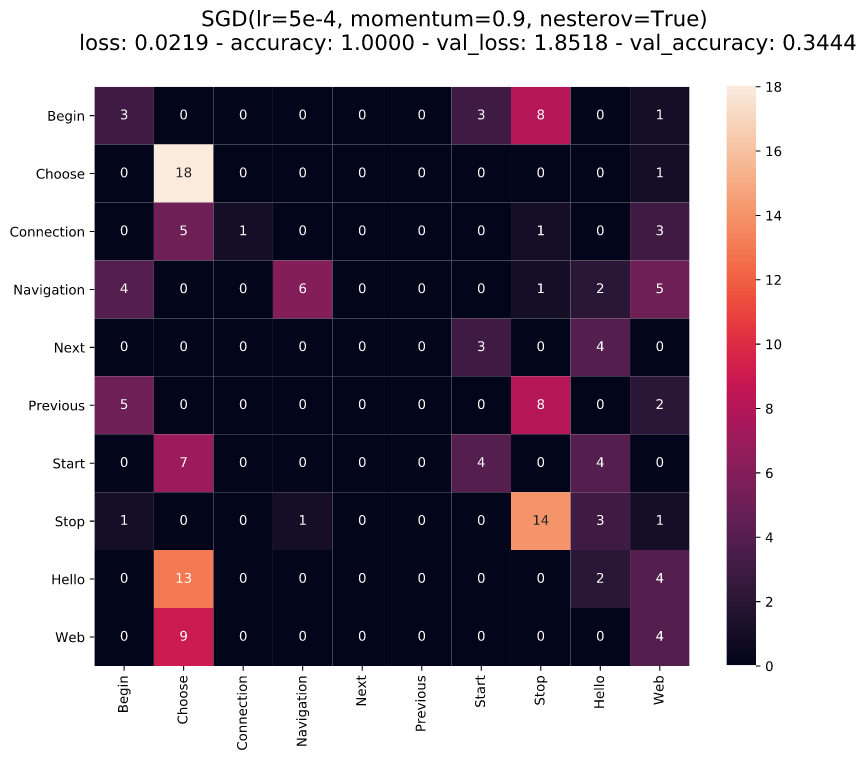 SGD(lr=5e-4, momentum=0.9, nesterov=True)
loss: 0.0219 - accuracy: 1.0000 - val_loss: 1.8518 - val_accuracy: 0.3444
Begin 3 0 0 0 0 0 3 8 0 1
Choose 0 18 0 0 0 0 0 0 0 1
Connection 0 5 1 0 0 0 0 1 0 3
Navigation 4 0 0 6 0 0 0 1 2 5
Next 0 0 0 0 0 0 3 0 4 0
Previous 5 0 0 0 0 0 0 8 0 2
Start 0 7 0 0 0 0 4 0 4 0
Stop 1 0 0 1 0 0 0 14 3 1
Hello 0 13 0 0 0 0 0 0 2 4
Web 0 9 0 0 0 0 0 0 0 4
Begin Choose Connection Navigation Next Previous Start Stop Hello Web
18
16
14
12
10
8
6
4
2
0